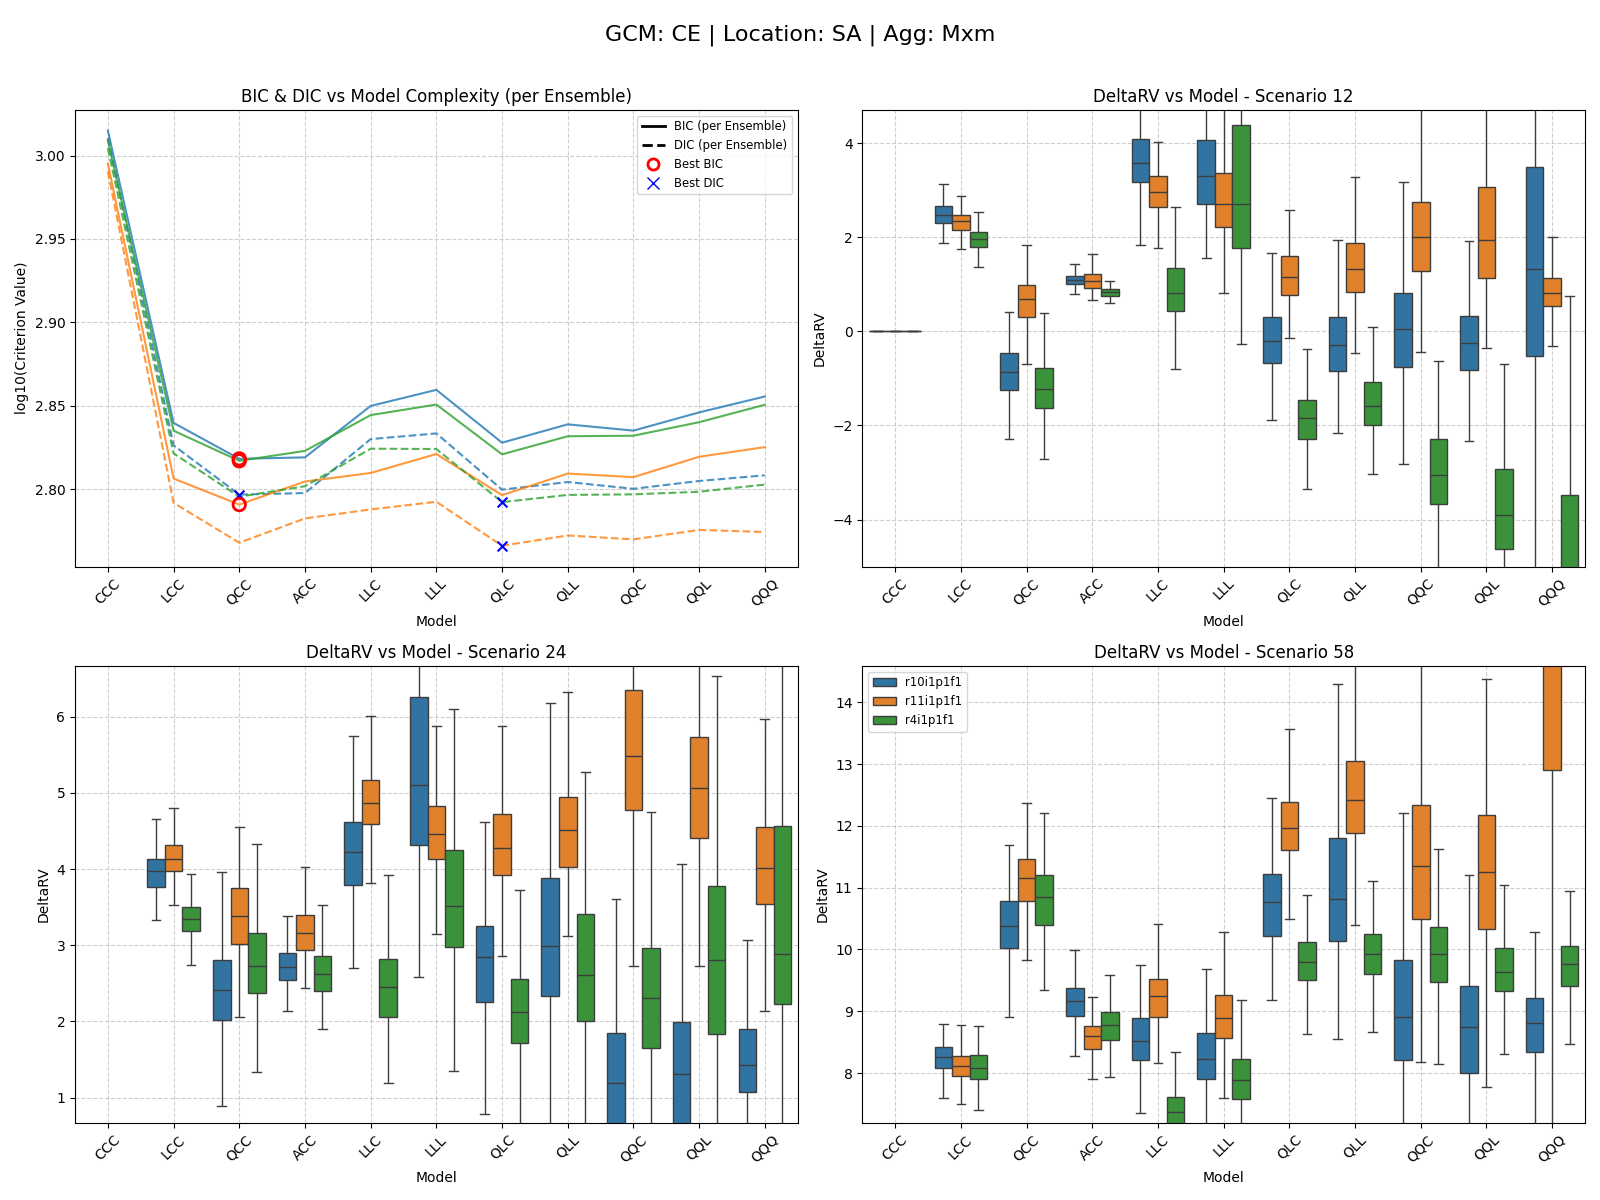 GCM: CE | Location: SA | Agg: Mxm
BIC & DIC vs Model Complexity (per Ensemble)
log10(Criterion Value)
3.00
2.95
2.90
2.85
2.80
BIC (per Ensemble)
DIC (per Ensemble)
Best BIC
Best DIC
CCC
LCC
QCC
ACC
LLC
LLL
QLC
QLL
QQC
QQL
QQQ
Model
DeltaRV vs Model - Scenario 12
DeltaRV
4
2
0
−2
−4
CCC
LCC
QCC
ACC
LLC
LLL
QLC
QLL
QQC
QQL
QQQ
Model
DeltaRV vs Model - Scenario 24
DeltaRV
6
5
4
3
2
1
CCC
LCC
QCC
ACC
LLC
LLL
QLC
QLL
QQC
QQL
QQQ
Model
DeltaRV vs Model - Scenario 58
DeltaRV
14
13
12
11
10
9
8
r10i1p1f1
r11i1p1f1
r4i1p1f1
CCC
LCC
QCC
ACC
LLC
LLL
QLC
QLL
QQC
QQL
QQQ
Model